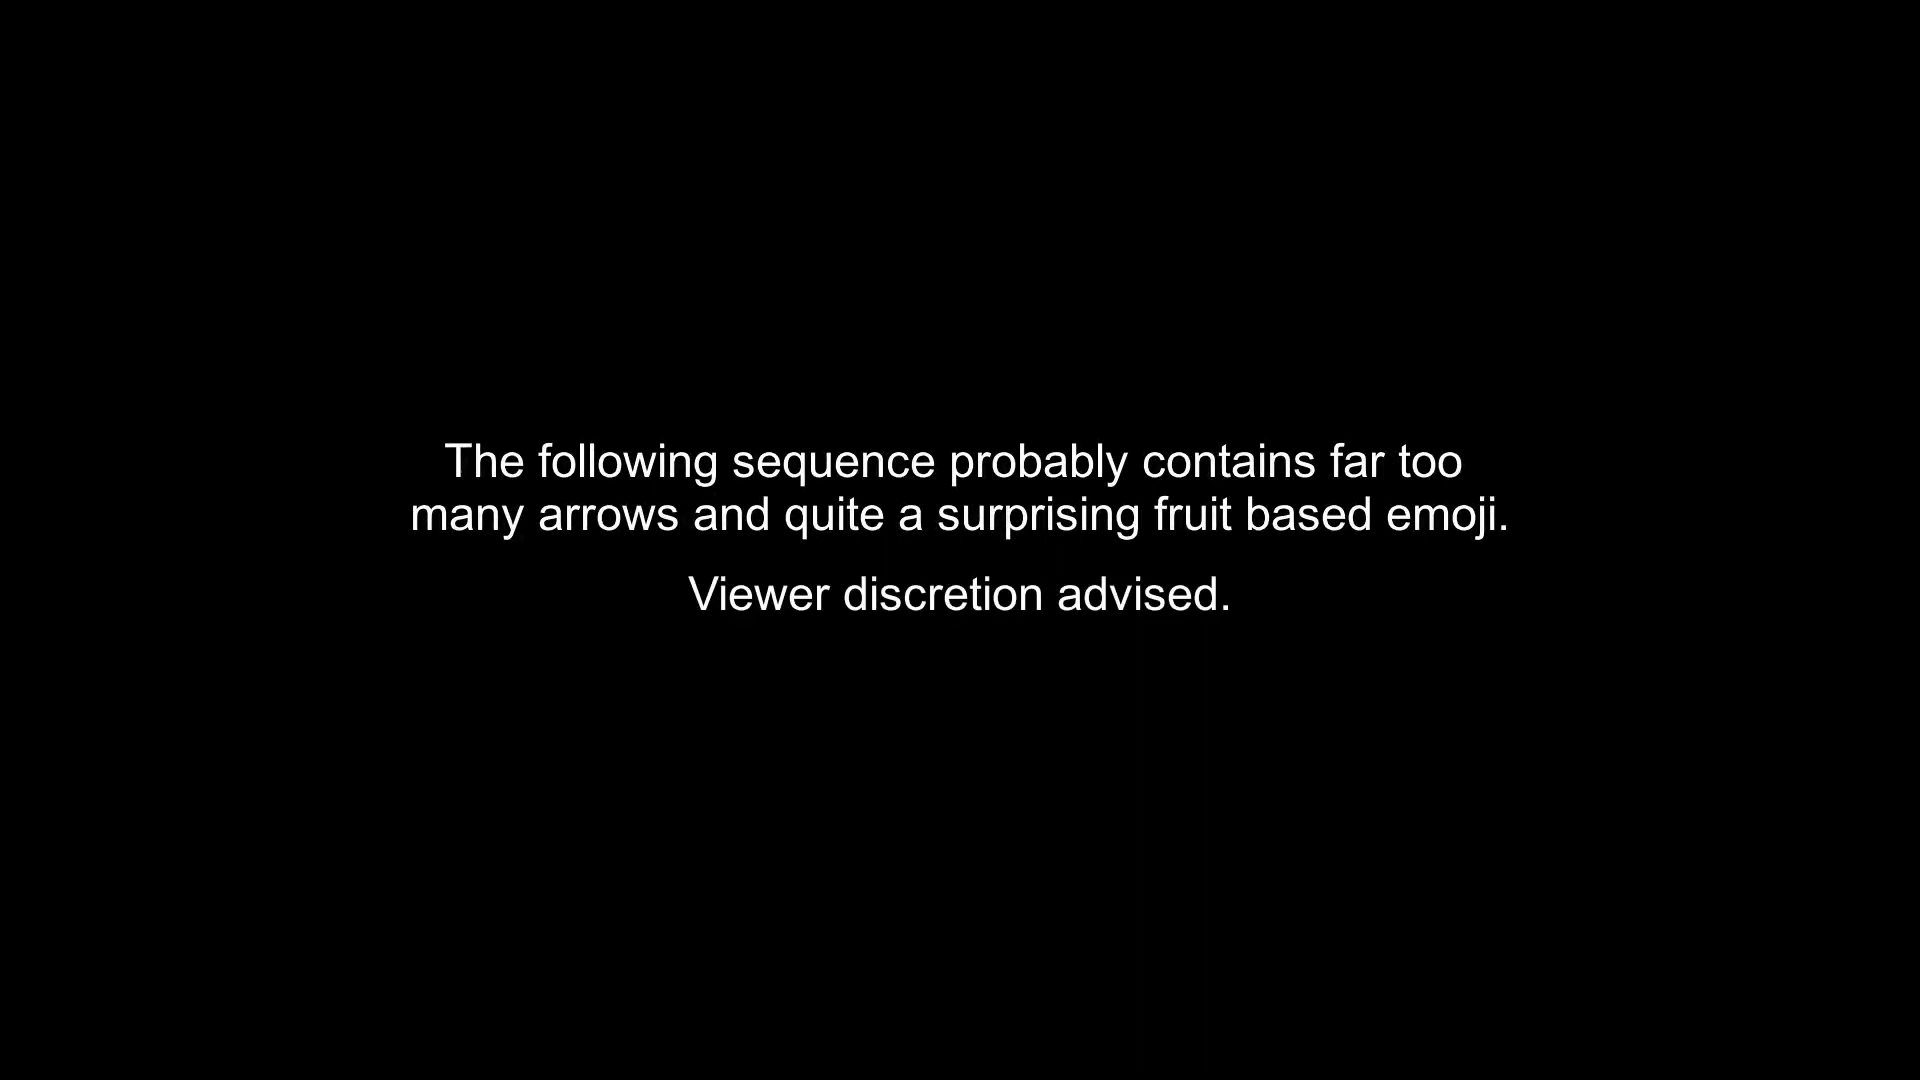 The following sequence probably contains far too
many arrows and quite a surprising fruit based emoji.
Viewer discretion advised.